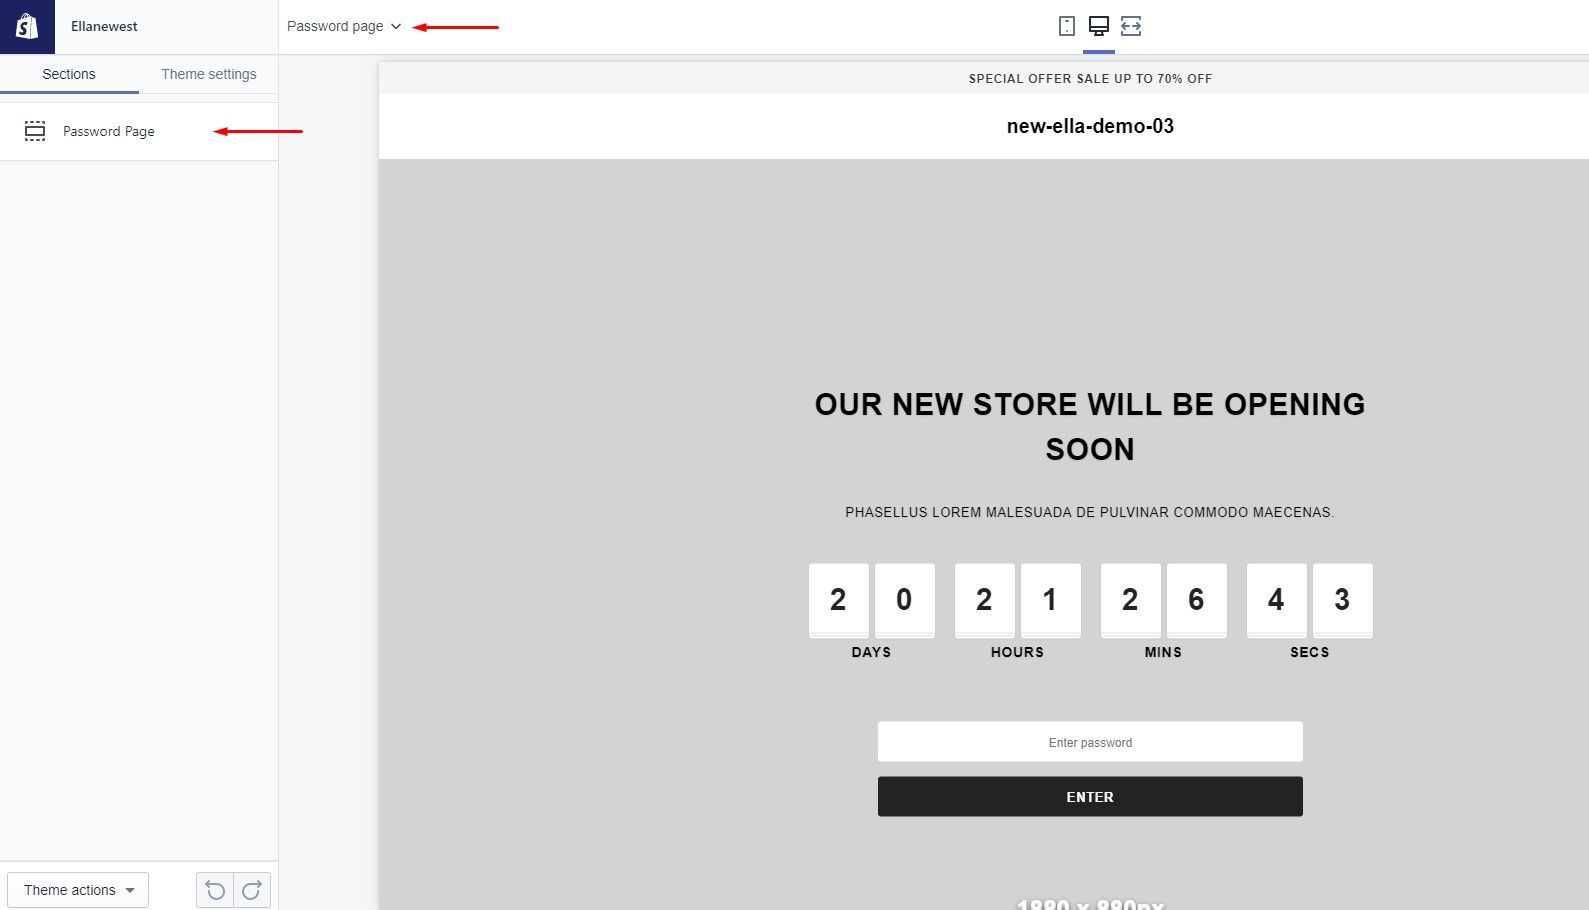 Ellanewest
Password page
Sections
Theme settings
Password Page
SPECIAL OFFER SALE UP TO 70% OFF
new-ella-demo-03
OUR NEW STORE WILL BE OPENING
SOON
PHASELLUS LOREM MALESUADA DE PULVINAR COMMODO MAECENAS.
2 0 2 1 2 6 4 3
DAYS HOURS MINS SECS
Enter password
ENTER
1880 x 980px
Theme actions